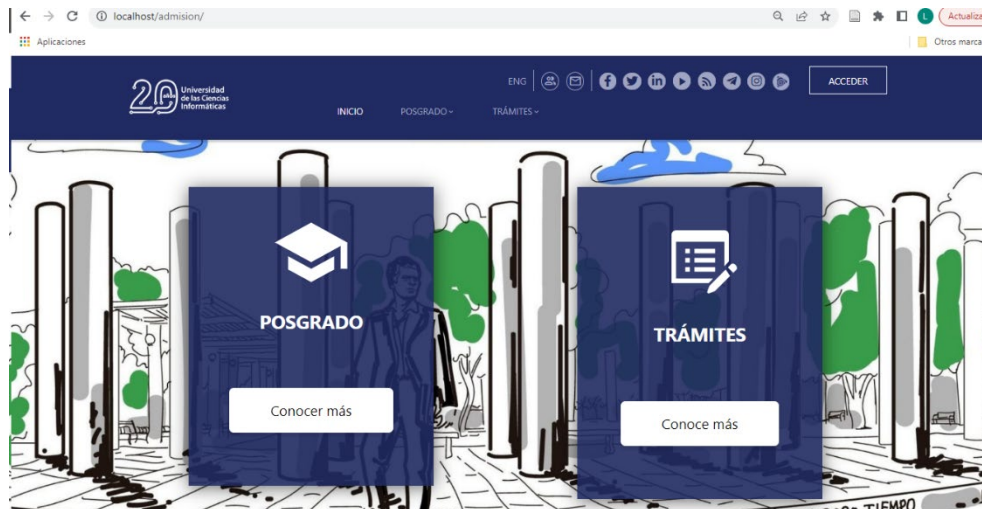 localhost/admision/
Actualiza
Aplicaciones
Otros marca
20
Universidad
de las Ciencias
Informáticas
ENG
ACCEDER
INICIO
POSGRADO
TRÁMITES
POSGRADO
Conocer más
TRÁMITES
Conoce más
TIEMPO